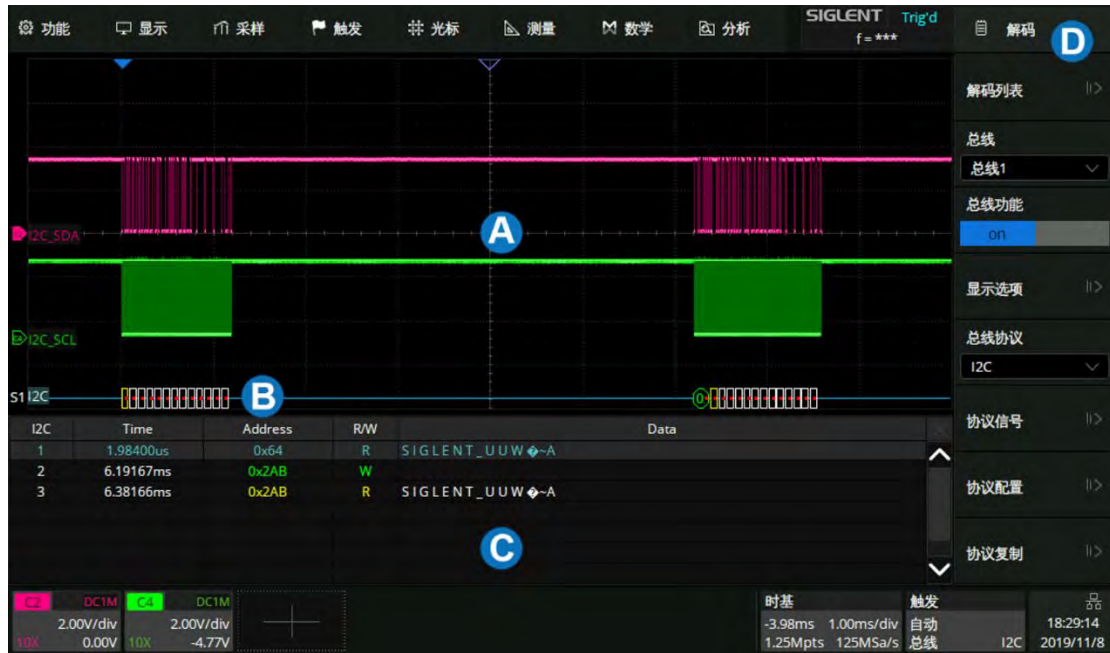 功能 显示 采样 触发 光标 测量 数学 分析 SIGLENT Trig'd
f = ***
解码
D
解码列表
总线
总线1
总线功能
on
显示选项
总线协议
I2C
协议信号
协议配置
协议复制
I2C_SDA
A
I2C_SCL
S1 I2C
B
0
I2C Time Address R/W Data
1 1.98400us 0x64 R SIGLENT_UUW�~A
2 6.19167ms 0x2AB W
3 6.38166ms 0x2AB R SIGLENT_UUW�~A
C
C2 DC1M C4 DC1M
2.00V/div 2.00V/div
10X 0.00V 10X -4.77V
时基 触发
-3.98ms 1.00ms/div 自动 18:29:14
1.25Mpts 125MSa/s 总线 I2C 2019/11/8